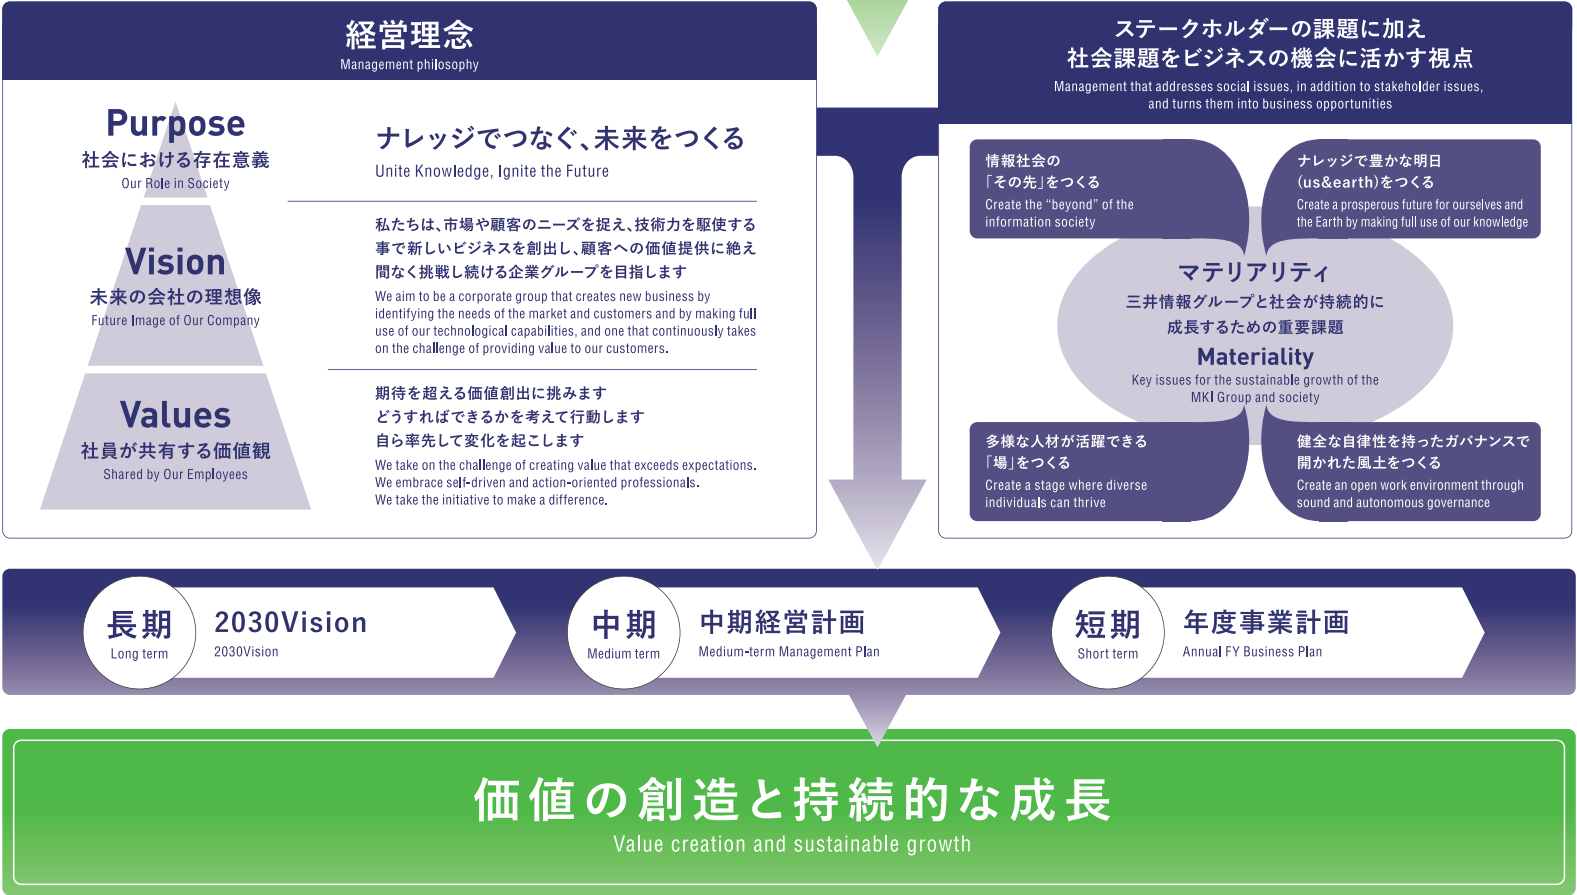 経営理念
Management philosophy
Purpose
社会における存在意義
Our Role in Society
ナレッジでつなぐ、未来をつくる
Unite Knowledge, Ignite the Future
Vision
未来の会社の理想像
Future Image of Our Company
私たちは、市場や顧客のニーズを捉え、技術力を駆使する
事で新しいビジネスを創出し、顧客への価値提供に絶え
間なく挑戦し続ける企業グループを目指します
We aim to be a corporate group that creates new business by
identifying the needs of the market and customers and by making full
use of our technological capabilities, and one that continuously takes
on the challenge of providing value to our customers.
Values
社員が共有する価値観
Shared by Our Employees
期待を超える価値創出に挑みます
どうすればできるかを考えて行動します
自ら率先して変化を起こします
We take on the challenge of creating value that exceeds expectations.
We embrace self-driven and action-oriented professionals.
We take the initiative to make a difference.
ステークホルダーの課題に加え
社会課題をビジネスの機会に活かす視点
Management that addresses social issues, in addition to stakeholder issues,
and turns them into business opportunities
情報社会の
「その先」をつくる
Create the “beyond” of the
information society
ナレッジで豊かな明日
(us&earth)をつくる
Create a prosperous future for ourselves and
the Earth by making full use of our knowledge
マテリアリティ
三井情報グループと社会が持続的に
成長するための重要課題
Materiality
Key issues for the sustainable growth of the
MKI Group and society
多様な人材が活躍できる
「場」をつくる
Create a stage where diverse
individuals can thrive
健全な自律性を持ったガバナンスで
開かれた風土をつくる
Create an open work environment through
sound and autonomous governance
長期
Long term
2030Vision
2030Vision
中期
Medium term
中期経営計画
Medium-term Management Plan
短期
Short term
年度事業計画
Annual FY Business Plan
価値の創造と持続的な成長
Value creation and sustainable growth